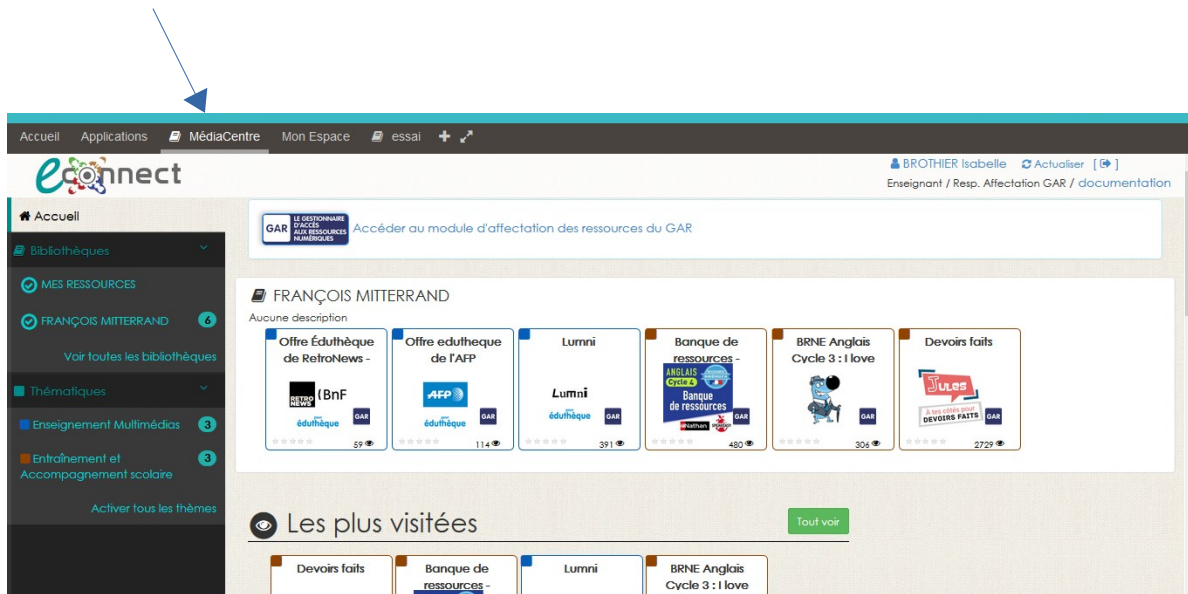 Accueil Applications MédiaCentre Mon Espace essai
econnect
BROTHIER Isabelle Actualiser [ ]
Enseignant / Resp. Affectation GAR / documentation
Accueil
Bibliothèques
MES RESSOURCES
FRANÇOIS MITTERRAND 6
Voir toutes les bibliothèques
Thématiques
Enseignement Multimédias 3
Entraînement et
Accompagnement scolaire
3
Activer tous les thèmes
GAR
LE GESTIONNAIRE
D'ACCÈS
AUX RESSOURCES
NUMÉRIQUES
Accéder au module d'affectation des ressources du GAR
FRANÇOIS MITTERRAND
Aucune description
Offre Éduthèque
de RetroNews -
RETRO
NEWS
(BnF
éduthèque
GAR
59
Offre edutheque
de l'AFP
AFP
éduthèque
GAR
114
Lumni
Lumni
éduthèque
GAR
391
Banque de
ressources -
ANGLAIS
Cycle 4
Banque
de ressources
Nathan
GAR
480
BRNE Anglais
Cycle 3 : I love
GAR
306
Devoirs faits
JULES
À tes côtés pour
DEVOIRS FAITS
GAR
2729
Les plus visitées
Tout voir
Devoirs faits
Banque de
ressources -
Lumni
BRNE Anglais
Cycle 3 : I love